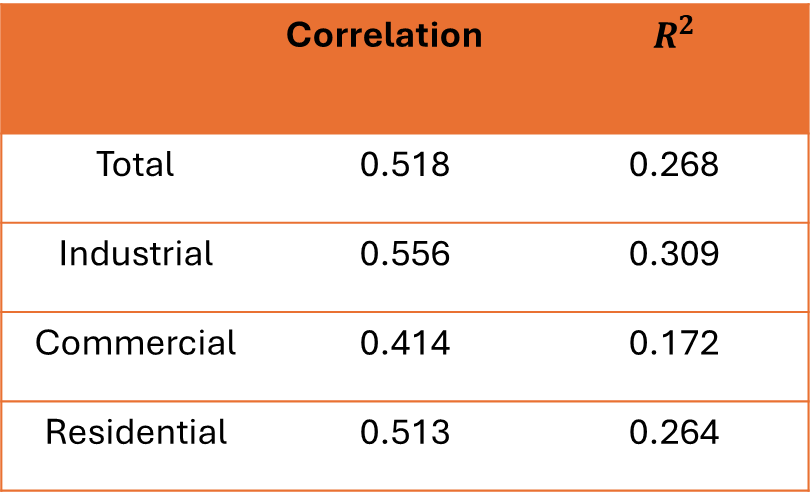 Correlation R²
Total 0.518 0.268
Industrial 0.556 0.309
Commercial 0.414 0.172
Residential 0.513 0.264